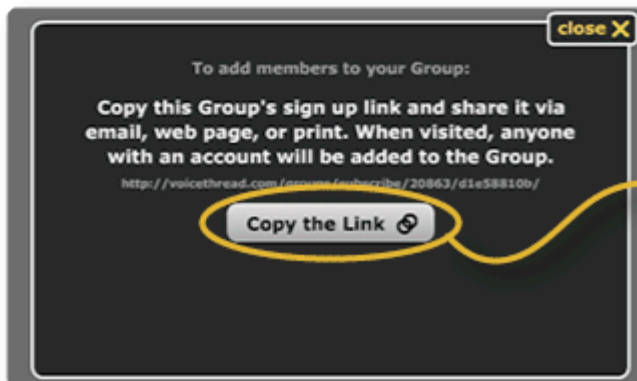 close X
To add members to your Group:
Copy this Group's sign up link and share it via
email, web page, or print. When visited, anyone
with an account will be added to the Group.
http://voicethread.com/groups/subscribe/20863/d1e58810b/
Copy the Link